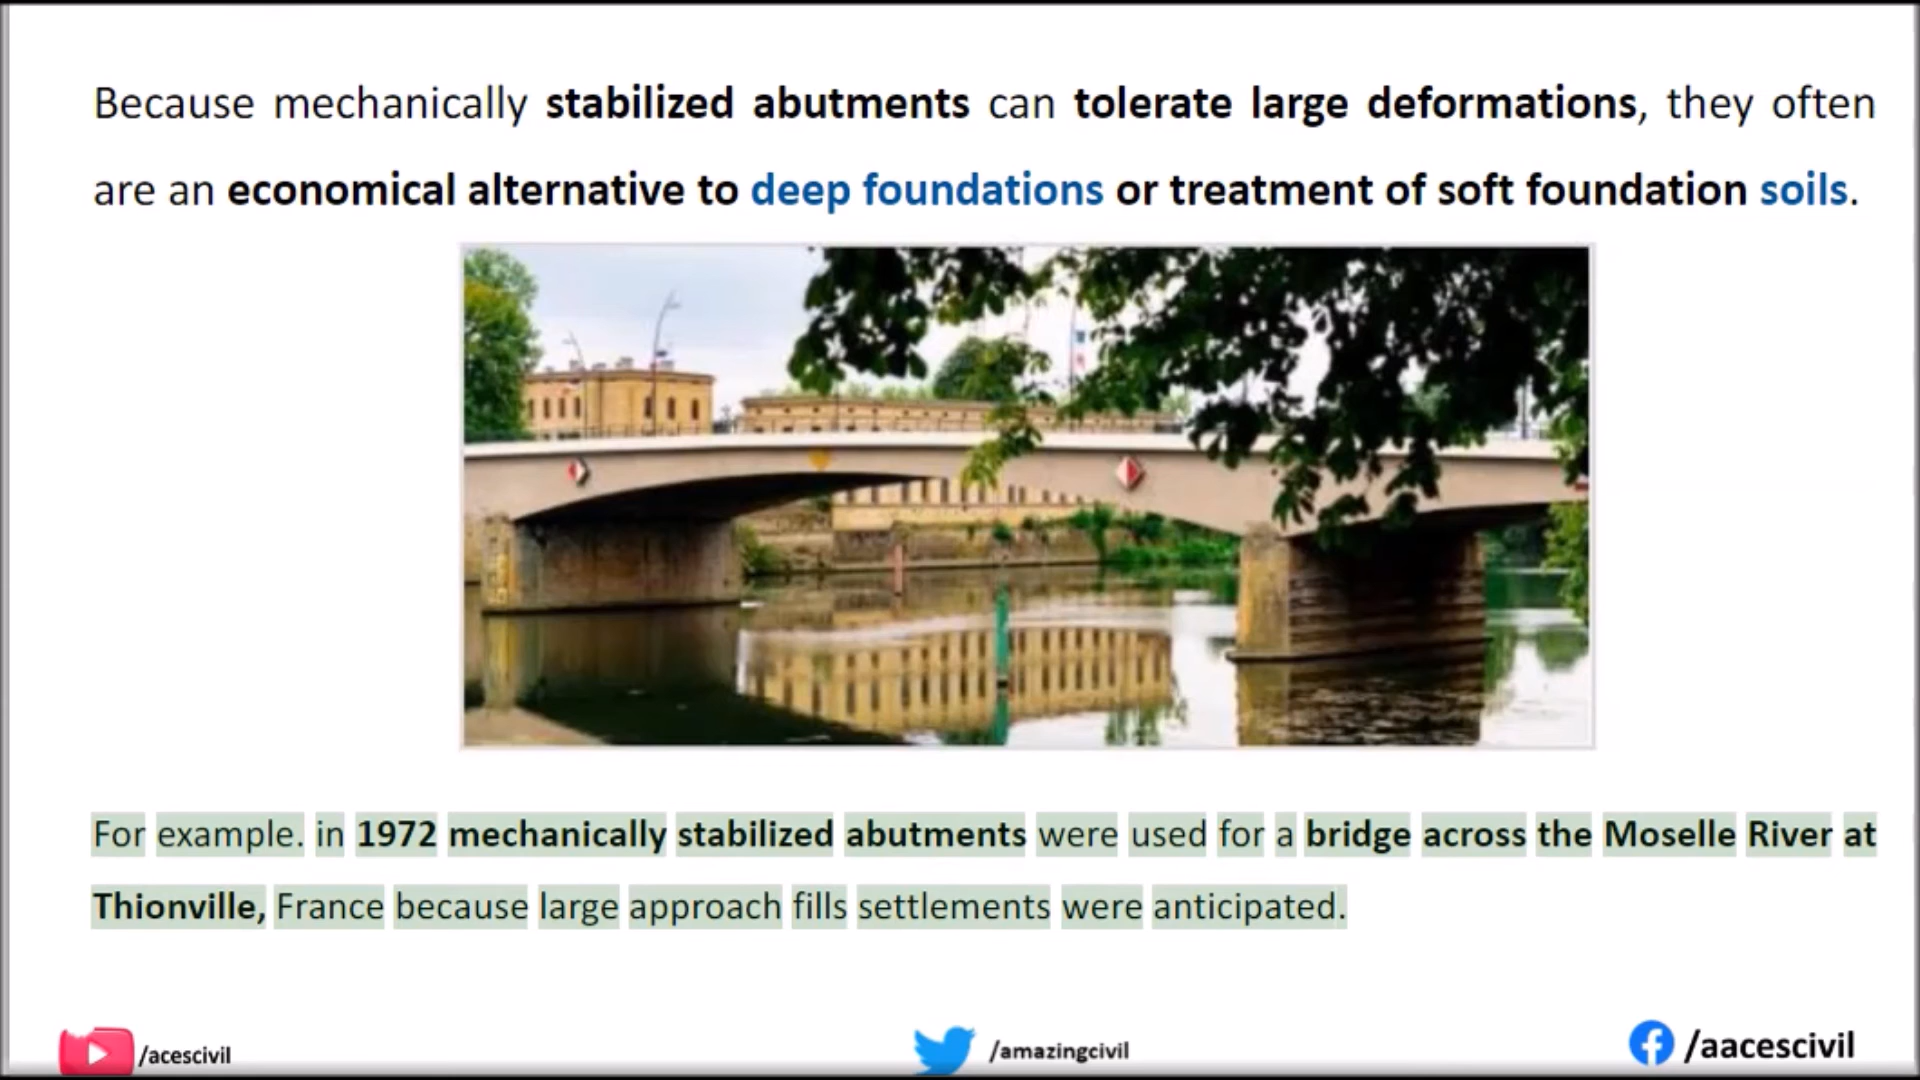 Because mechanically stabilized abutments can tolerate large deformations, they often
are an economical alternative to deep foundations or treatment of soft foundation soils.
For example. in 1972 mechanically stabilized abutments were used for a bridge across the Moselle River at
Thionville, France because large approach fills settlements were anticipated.
/acescivil
/amazingcivil
/aacescivil